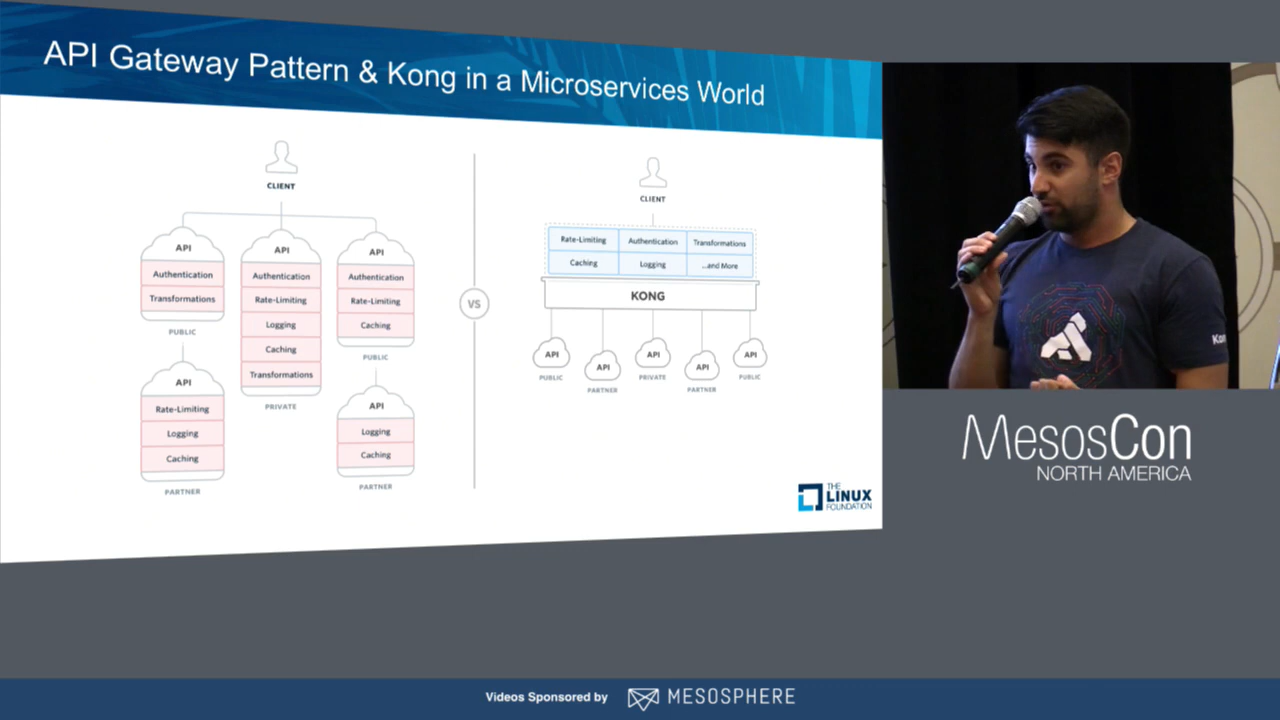 API Gateway Pattern & Kong in a Microservices World
CLIENT
API
Authentication
Transformations
PUBLIC
API
Rate-Limiting
Logging
Caching
PARTNER
API
Authentication
Rate-Limiting
Logging
Caching
Transformations
PRIVATE
API
Authentication
Rate-Limiting
Caching
PUBLIC
API
Logging
Caching
PARTNER
VS
CLIENT
Rate-Limiting
Authentication
Transformations
Caching
Logging
...and More
KONG
API
PUBLIC
API
PARTNER
API
PRIVATE
API
PARTNER
API
PUBLIC
THE
LINUX
FOUNDATION
MesosCon
NORTH AMERICA
Videos Sponsored by
MESOSPHERE